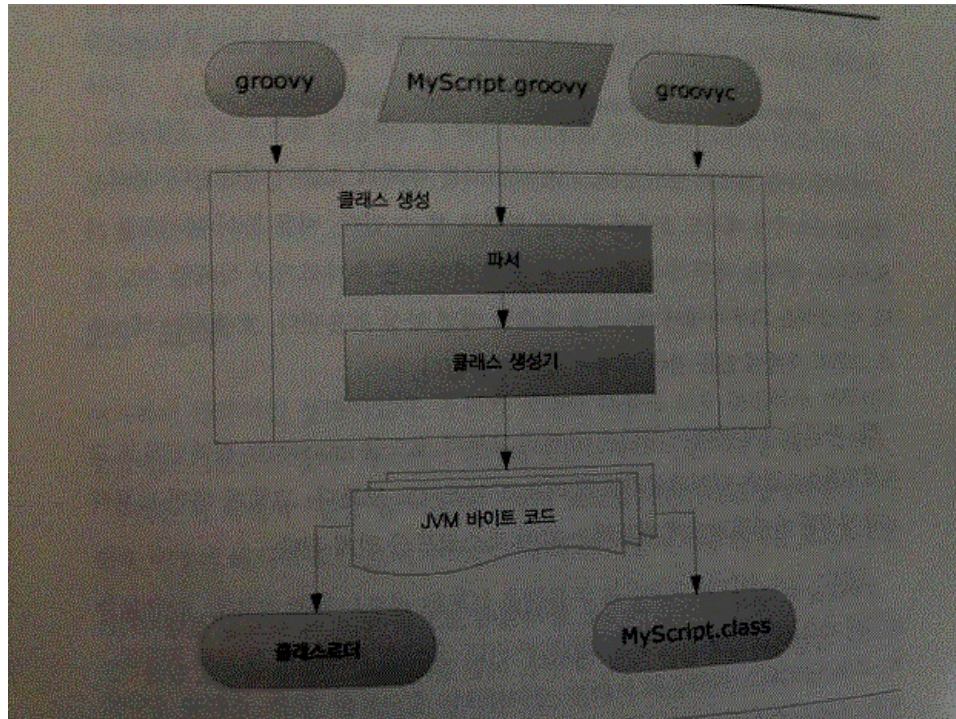 groovy
MyScript.groovy
groovyc
클래스 생성
파서
클래스 생성기
JVM 바이트 코드
클래스로더
MyScript.class